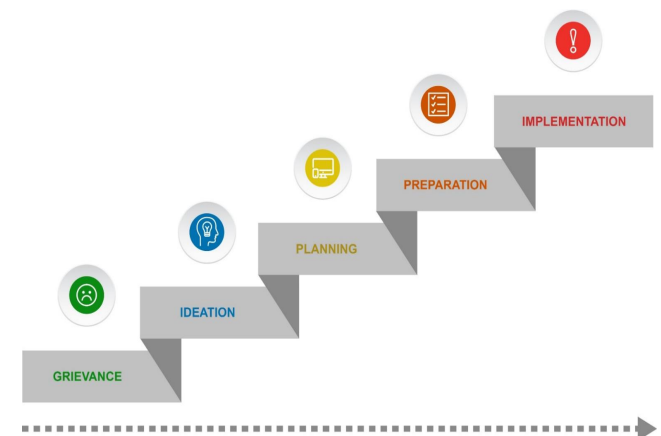 IMPLEMENTATION
PREPARATION
PLANNING
IDEATION
GRIEVANCE